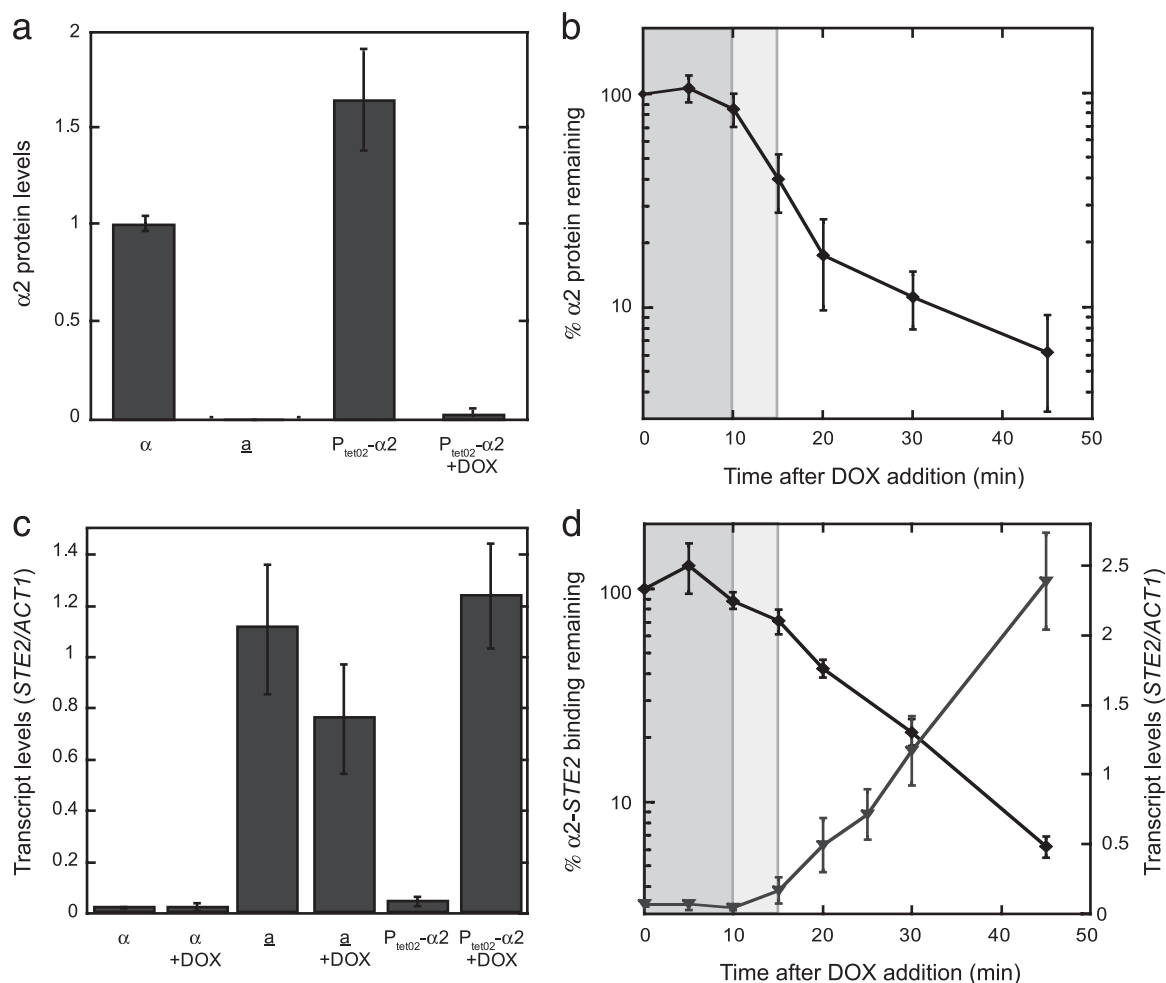 a
2
1.5
1
0.5
0
α2 protein levels
α
a
Ptet02-α2
Ptet02-α2
+DOX
b
100
10
% α2 protein remaining
0
10
20
30
40
50
Time after DOX addition (min)
c
1.4
1.2
1
0.8
0.6
0.4
0.2
0
Transcript levels (STE2/ACT1)
α
α
+DOX
a
a
+DOX
Ptet02-α2
Ptet02-α2
+DOX
d
100
10
% α2-STE2 binding remaining
2.5
2
1.5
1
0.5
0
Transcript levels (STE2/ACT1)
0
10
20
30
40
50
Time after DOX addition (min)